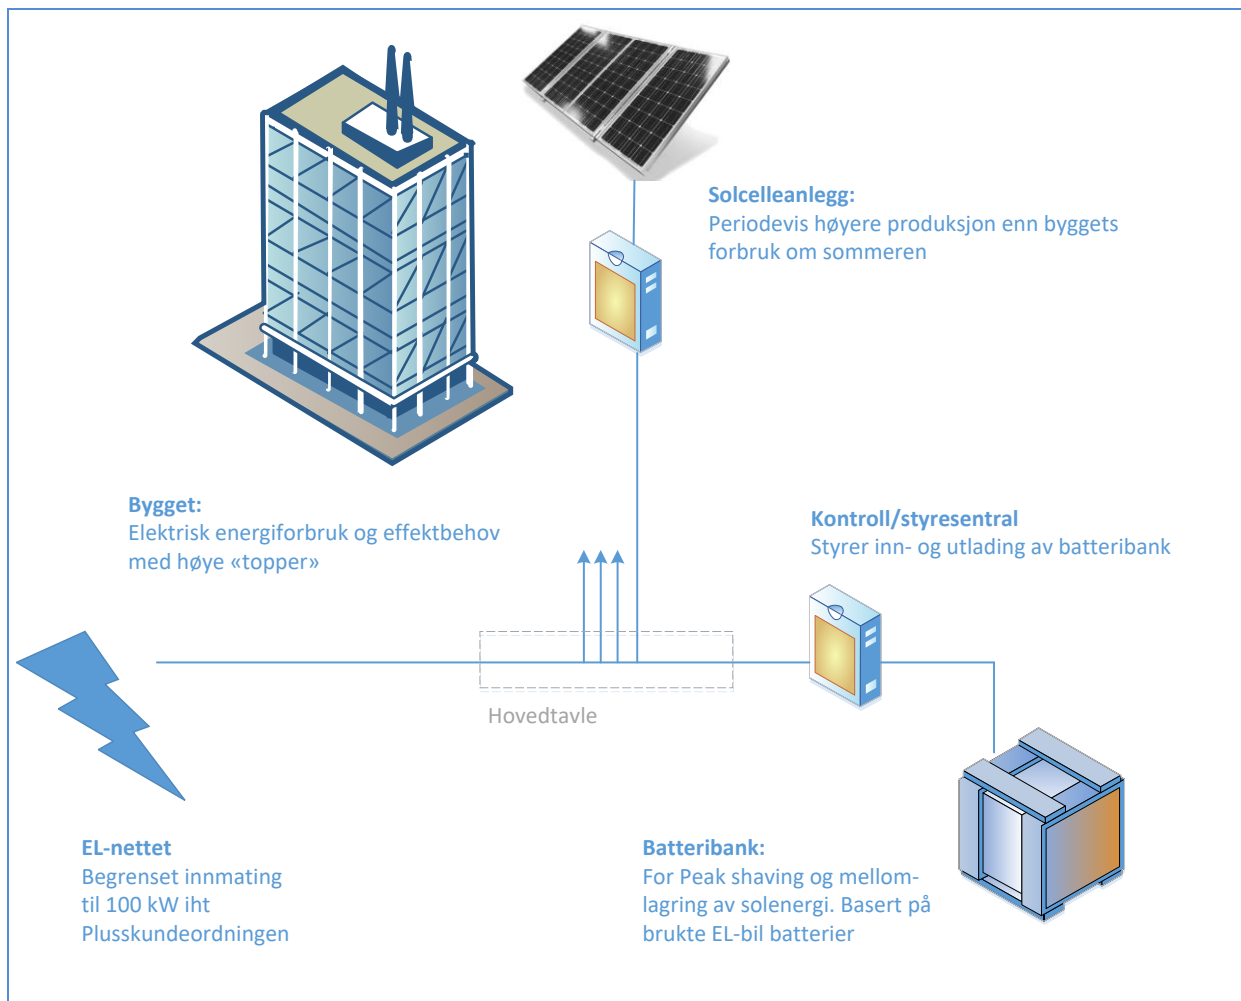 Solcelleanlegg:
Periodevis høyere produksjon enn byggets
forbruk om sommeren
Bygget:
Elektrisk energiforbruk og effektbehov
med høye «topper»
Kontroll/styresentral
Styrer inn- og utlading av batteribank
Hovedtavle
EL-nettet
Begrenset innmating
til 100 kW iht
Plusskundeordningen
Batteribank:
For Peak shaving og mellom-
lagring av solenergi. Basert på
brukte EL-bil batterier